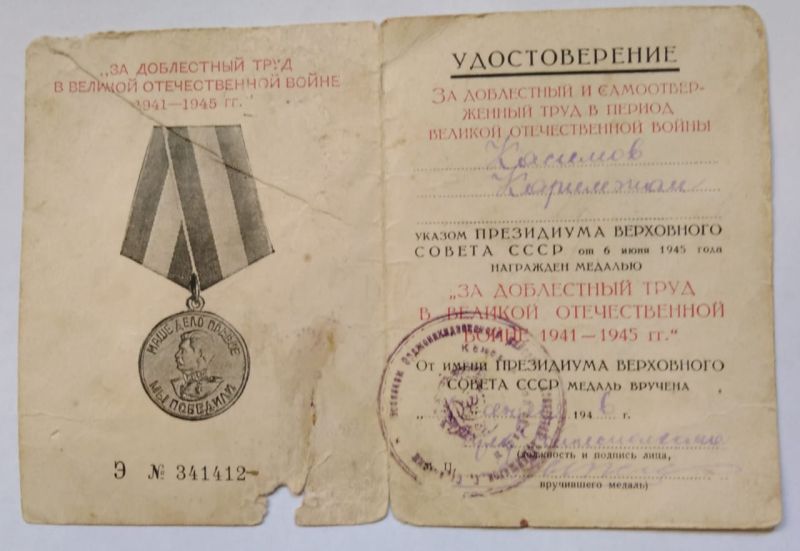 „ЗА ДОБЛЕСТНЫЙ ТРУД
В ВЕЛИКОЙ ОТЕЧЕСТВЕННОЙ ВОЙНЕ
1941—1945 гг.“
НАШЕ ДЕЛО ПРАВОЕ
МЫ ПОБЕДИЛИ
Э № 341412
УДОСТОВЕРЕНИЕ
ЗА ДОБЛЕСТНЫЙ И САМООТВЕР-
ЖЕННЫЙ ТРУД В ПЕРИОД
ВЕЛИКОЙ ОТЕЧЕСТВЕННОЙ ВОЙНЫ
Касимов
Каримжан
УКАЗОМ ПРЕЗИДИУМА ВЕРХОВНОГО
СОВЕТА СССР от 6 июня 1945 года
НАГРАЖДЕН МЕДАЛЬЮ
„ЗА ДОБЛЕСТНЫЙ ТРУД
В ВЕЛИКОЙ ОТЕЧЕСТВЕННОЙ
ВОЙНЕ 1941—1945 гг.“
От имени ПРЕЗИДИУМА ВЕРХОВНОГО
СОВЕТА СССР МЕДАЛЬ ВРУЧЕНА
194 6 г.
(должность и подпись лица,
вручившего медаль)